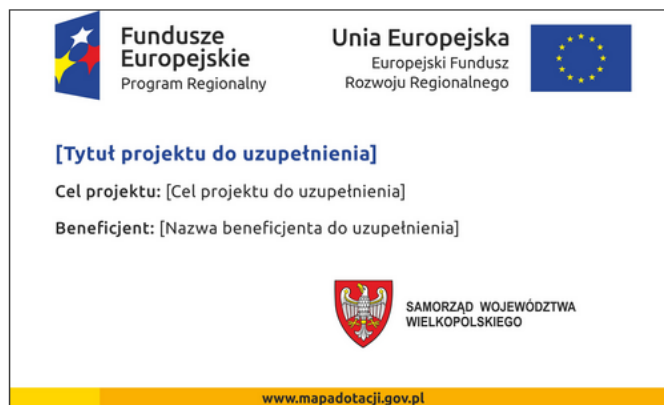 Fundusze
Europejskie
Program Regionalny
Unia Europejska
Europejski Fundusz
Rozwoju Regionalnego
[Tytuł projektu do uzupełnienia]
Cel projektu: [Cel projektu do uzupełnienia]
Beneficjent: [Nazwa beneficjenta do uzupełnienia]
SAMORZĄD WOJEWÓDZTWA
WIELKOPOLSKIEGO
www.mapadotacji.gov.pl